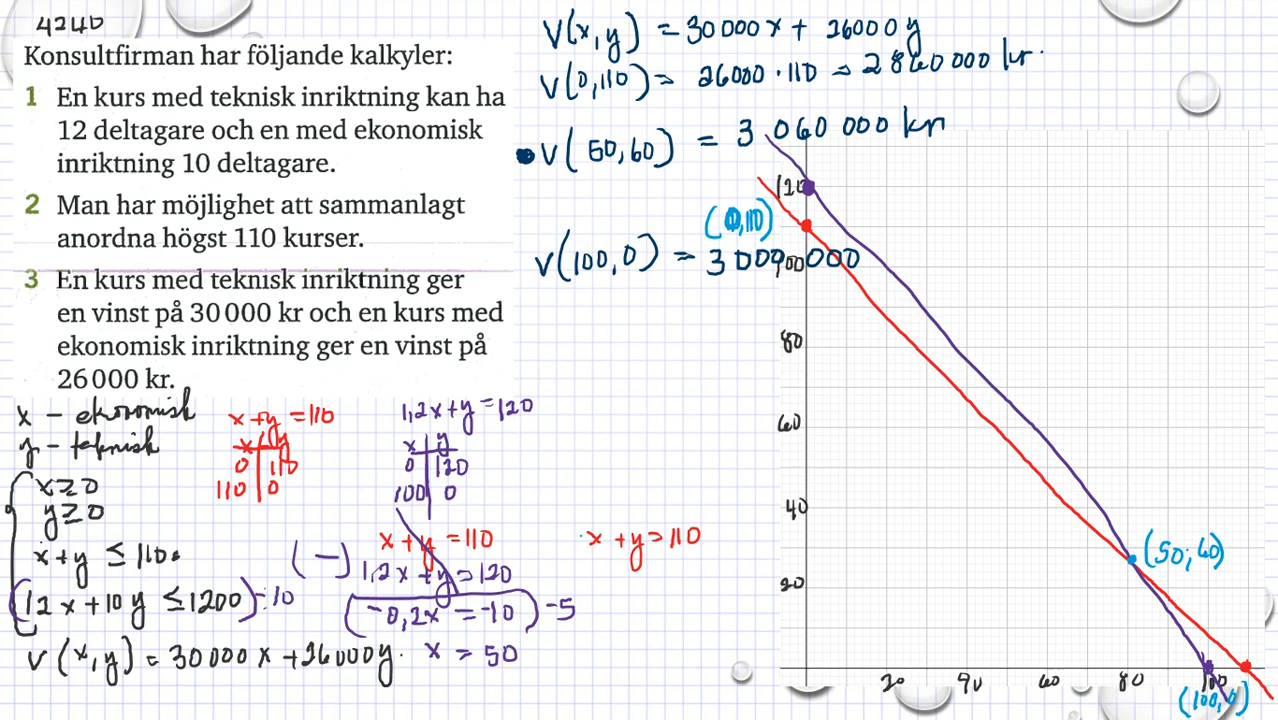 4240
Konsultfirman har följande kalkyler:
1 En kurs med teknisk inriktning kan ha
12 deltagare och en med ekonomisk
inriktning 10 deltagare.
2 Man har möjlighet att sammanlagt
anordna högst 110 kurser.
3 En kurs med teknisk inriktning ger
en vinst på 30 000 kr och en kurs med
ekonomisk inriktning ger en vinst på
26 000 kr.
x – ekonomisk
y – teknisk
x ≥ 0
y ≥ 0
x + y ≤ 110
(12x + 10y ≤ 1200) ÷ 10
V(x,y) = 30 000x + 26000y
x + y = 110
x y
0 110
110 0
1,2x + y = 120
x y
0 120
100 0
x + y = 110
(−) 1,2x + y = 120
(−0,2x = −10) −5
x = 50
x + y = 110
V(x,y) = 30 000x + 26000y
V(0,110) = 26000 · 110 = 2860 000 kr.
V(50,60) = 3 060 000 kr
V(100,0) = 3 000 000
(0,110)
120
100
80
60
40
20
(50,60)
20 40 60 80 100
(100,0)